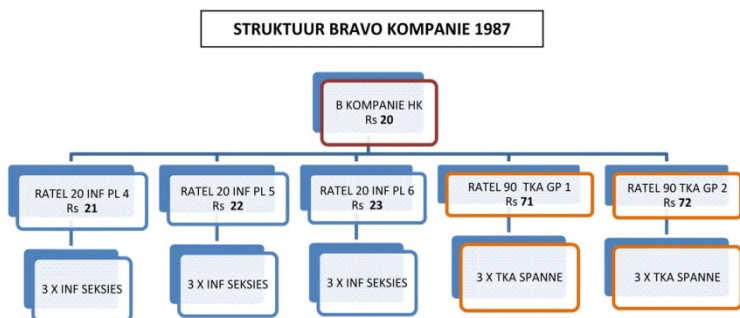 STRUKTUUR BRAVO KOMPANIE 1987
B KOMPANIE HK
Rs 20
RATEL 20 INF PL 4
Rs 21
RATEL 20 INF PL 5
Rs 22
RATEL 20 INF PL 6
Rs 23
RATEL 90 TKA GP 1
Rs 71
RATEL 90 TKA GP 2
Rs 72
3 X INF SEKSIES
3 X INF SEKSIES
3 X INF SEKSIES
3 X TKA SPANNE
3 X TKA SPANNE